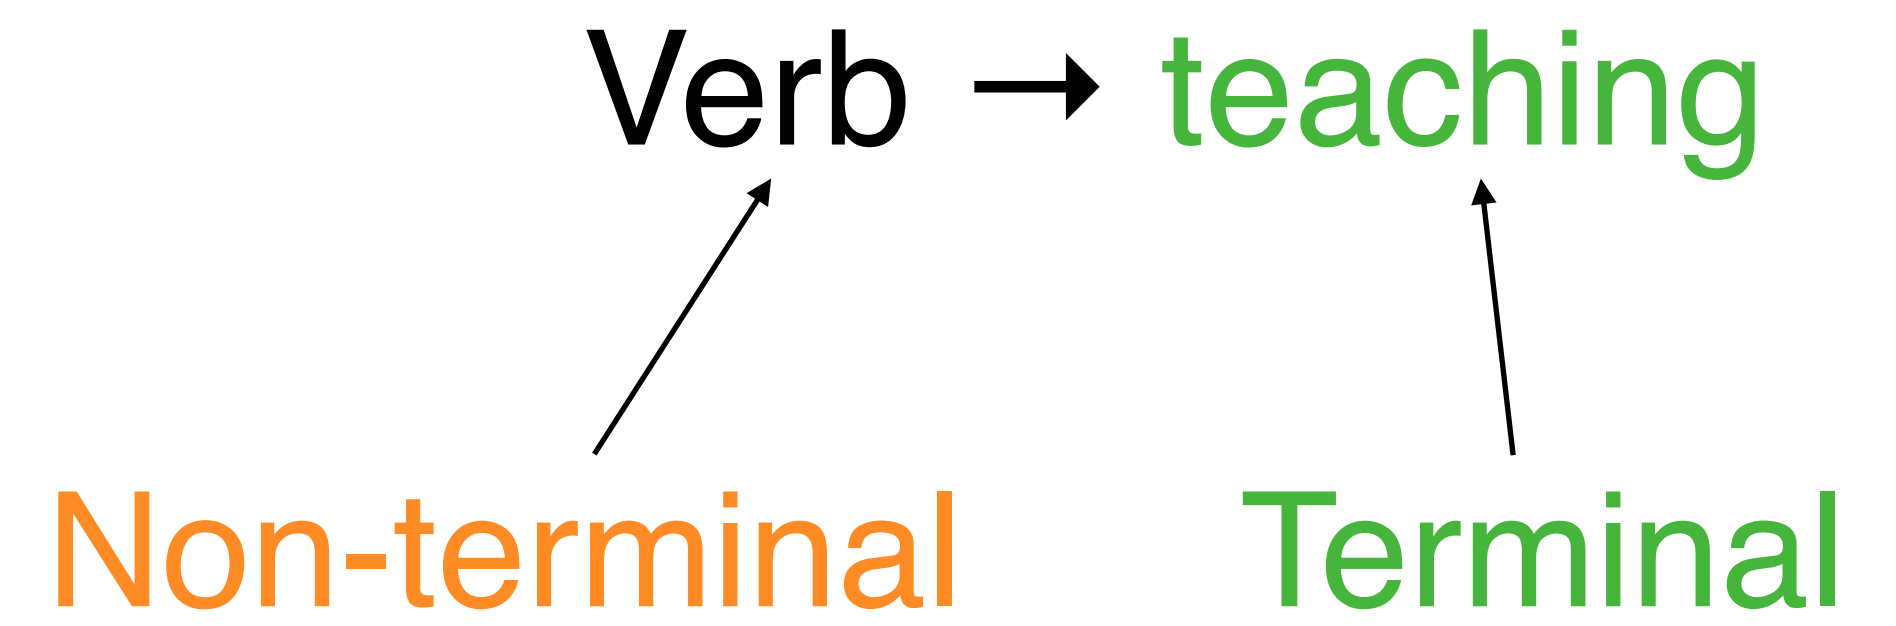 Verb → teaching
Non-terminal Terminal